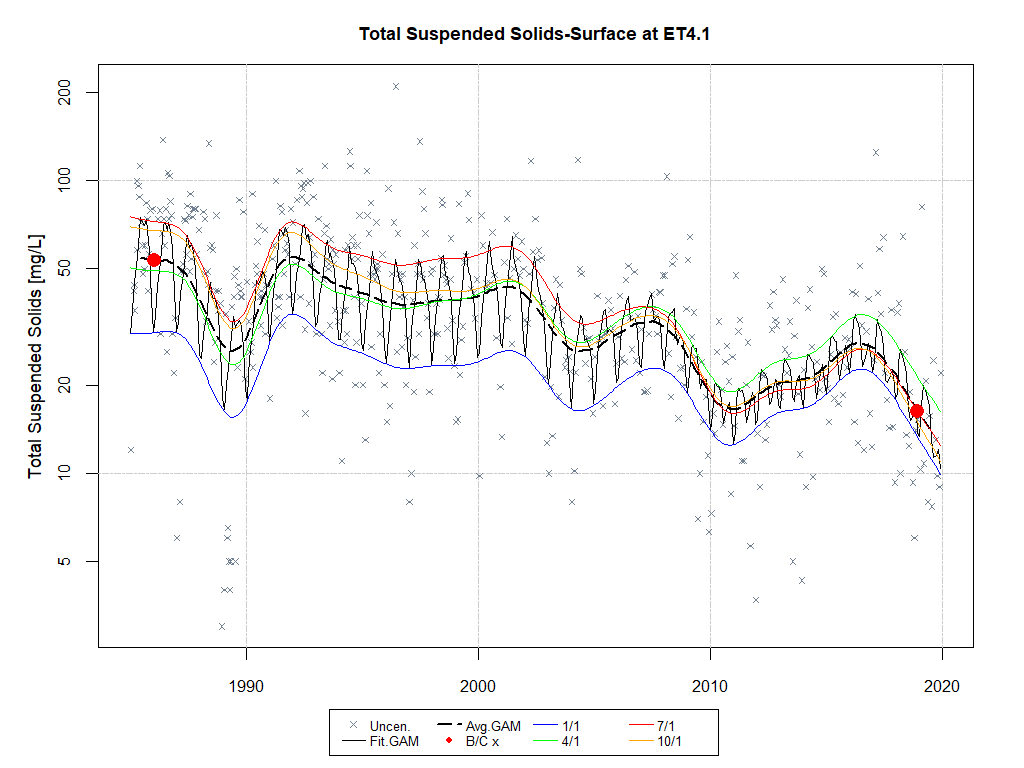 Total Suspended Solids-Surface at ET4.1
Total Suspended Solids [mg/L]
200
100
50
20
10
5
1990 2000 2010 2020
Uncen. Avg.GAM 1/1 7/1
Fit.GAM B/C x 4/1 10/1